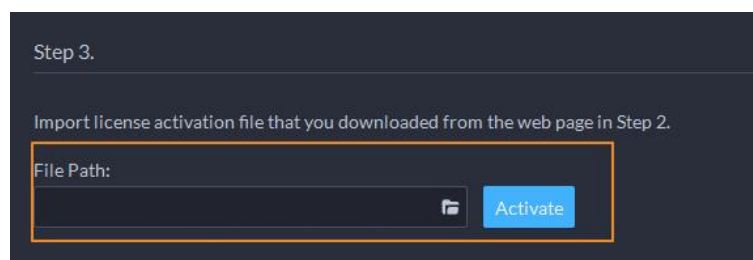 Step 3.
Import license activation file that you downloaded from the web page in Step 2.
File Path:
Activate